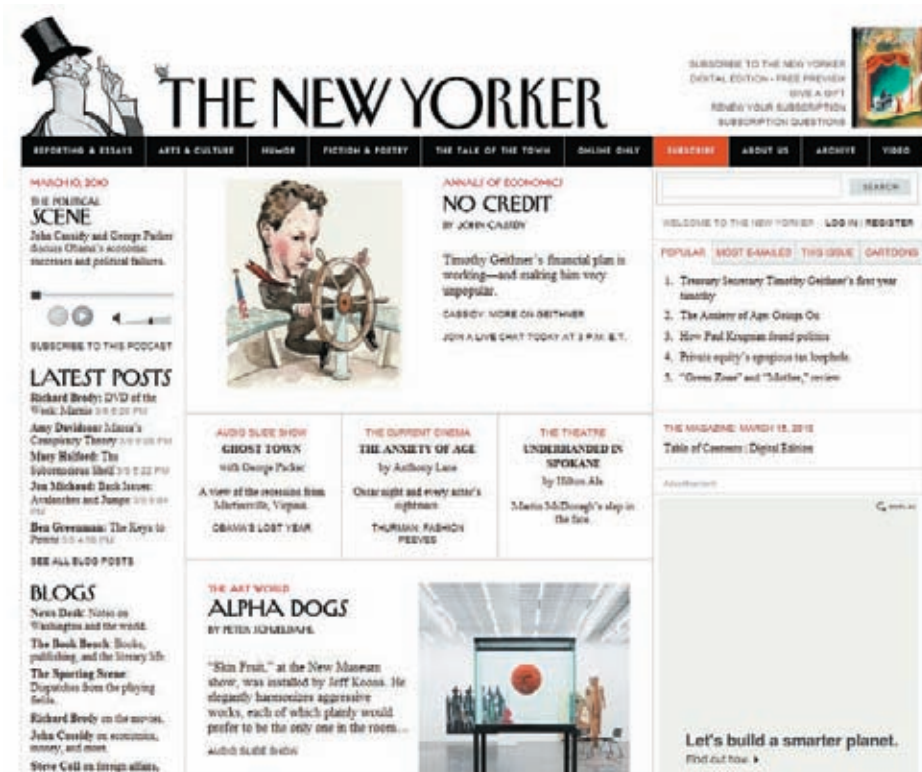 THE NEW YORKER
SUBSCRIBE TO THE NEW YORKER
DIGITAL EDITION - FREE PREVIEW
GIVE A GIFT
RENEW YOUR SUBSCRIPTION
SUBSCRIPTION QUESTIONS
REPORTING & ESSAYS ARTS & CULTURE HUMOR FICTION & POETRY THE TALK OF THE TOWN ONLINE ONLY SUBSCRIBE ABOUT US ARCHIVE VIDEO
MARCH 10, 2010
THE POLITICAL
SCENE
John Cassidy and George Packer
discuss Obama's economic
successes and political failures.
SUBSCRIBE TO THIS PODCAST
LATEST POSTS
Richard Brody: DVD of the
Week: Marnie
Amy Davidson: Massa's
Conspiracy Theory
Mary Halford: The
Subconscious Shelf
Jon Michaud: Back Issues:
Avalanches and Jumps
Ben Greenman: The Keys to
SEE ALL BLOG POSTS
BLOGS
News Desk: Notes on
Washington and the world.
The Book Bench: Books,
publishing, and the literary life.
The Sporting Scene:
Dispatches from the playing
fields.
Richard Brody on the movies.
John Cassidy on economics,
money, and more.
Steve Coll on foreign affairs,
ANNALS OF ECONOMICS
NO CREDIT
BY JOHN CASSIDY
Timothy Geithner's financial plan is
working—and making him very
unpopular.
CASSIDY: MORE ON GEITHNER
JOIN A LIVE CHAT TODAY AT 3 P.M. E.T.
AUDIO SLIDE SHOW
GHOST TOWN
with George Packer
A view of the recession from
Martinsville, Virginia.
OBAMA'S LOST YEAR
THE CURRENT CINEMA
THE ANXIETY OF AGE
by Anthony Lane
Oscar night and every actor's
nightmare.
THURMAN: FASHION
PEEVES
THE THEATRE
UNDERHANDED IN
SPOKANE
by Hilton Als
Martin McDonagh's slap in
the face.
THE ART WORLD
ALPHA DOGS
BY PETER SCHJELDAHL
"Skin Fruit," at the New Museum
show, was installed by Jeff Koons. He
elegantly harmonizes aggressive
works, each of which plainly would
prefer to be the only one in the room...
AUDIO SLIDE SHOW
SEARCH
WELCOME TO THE NEW YORKER LOG IN | REGISTER
POPULAR MOST E-MAILED THIS ISSUE CARTOONS
1. Treasury Secretary Timothy Geithner's first year
timothy
2. The Anxiety of Age: Goings On
3. How Paul Krugman found politics
4. Private equity's egregious tax loophole
5. "Green Zone" and "Mother," review
THE MAGAZINE: MARCH 15, 2010
Table of Contents | Digital Edition
Advertisement
Let's build a smarter planet.
Find out how